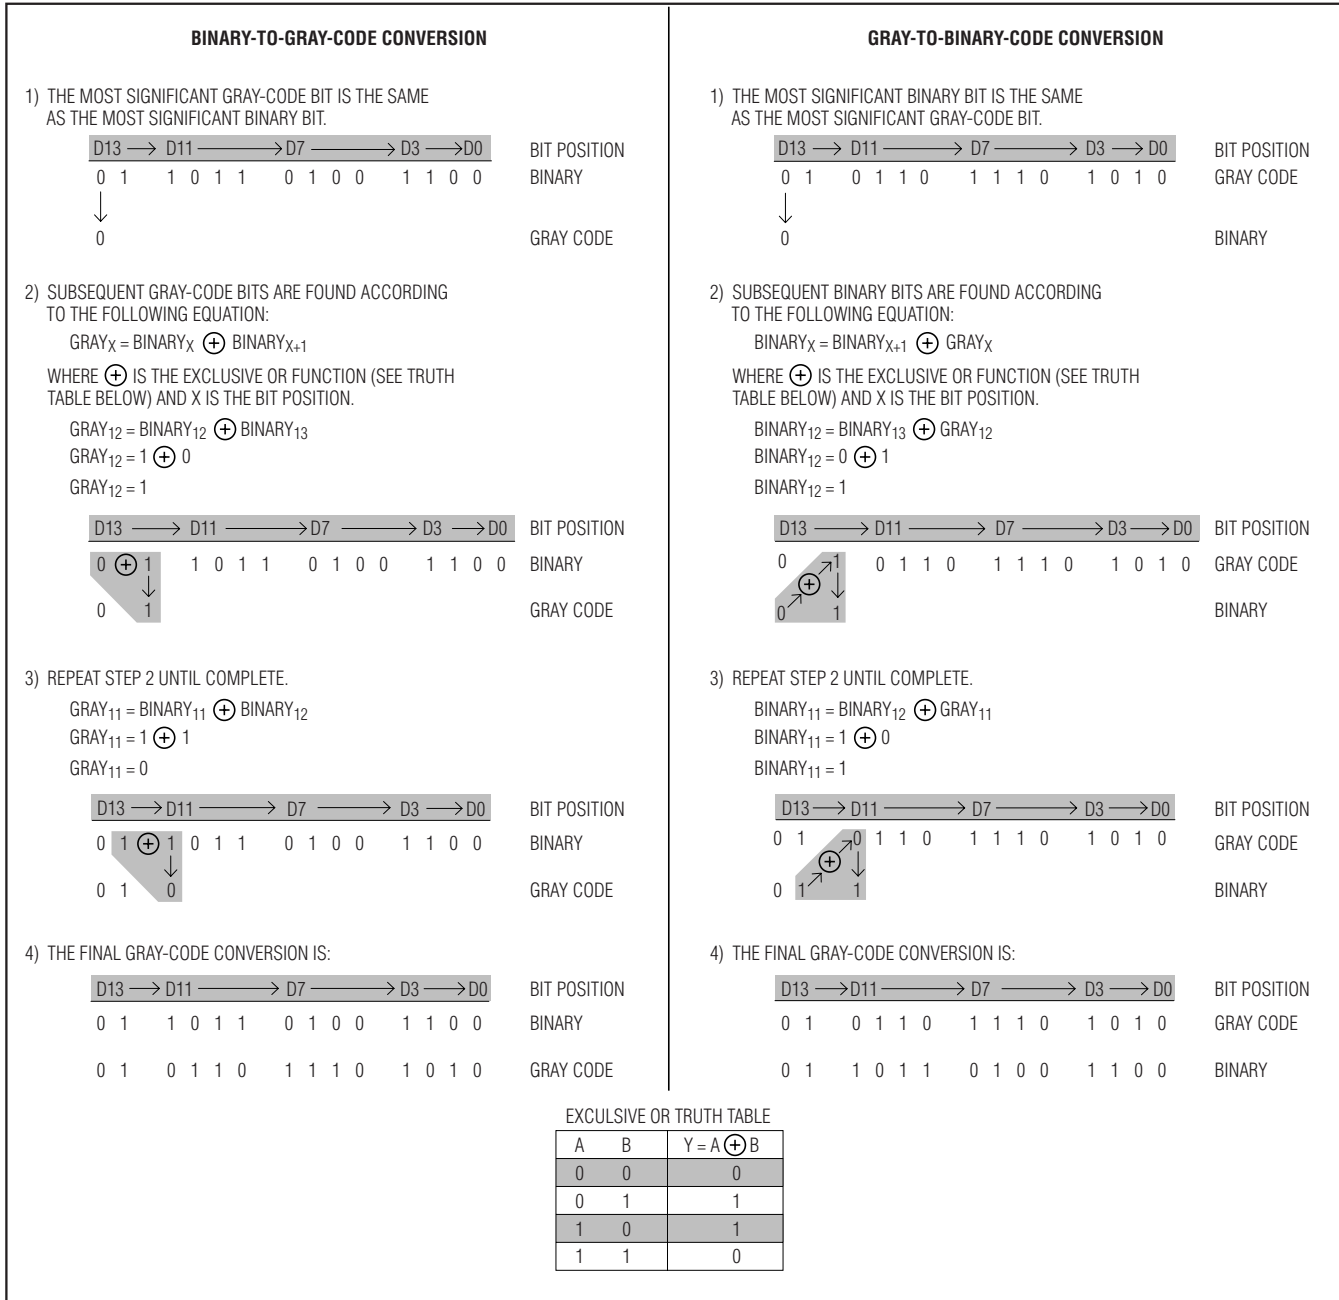 BINARY-TO-GRAY-CODE CONVERSION
1) THE MOST SIGNIFICANT GRAY-CODE BIT IS THE SAME
AS THE MOST SIGNIFICANT BINARY BIT.
D13 → D11 → D7 → D3 → D0 BIT POSITION
0 1 1 0 1 1 0 1 0 0 1 1 0 0 BINARY
0 GRAY CODE
2) SUBSEQUENT GRAY-CODE BITS ARE FOUND ACCORDING
TO THE FOLLOWING EQUATION:
GRAYX = BINARYX ⊕ BINARYX+1
WHERE ⊕ IS THE EXCLUSIVE OR FUNCTION (SEE TRUTH
TABLE BELOW) AND X IS THE BIT POSITION.
GRAY12 = BINARY12 ⊕ BINARY13
GRAY12 = 1 ⊕ 0
GRAY12 = 1
D13 → D11 → D7 → D3 → D0 BIT POSITION
0 ⊕ 1 1 0 1 1 0 1 0 0 1 1 0 0 BINARY
0 1 GRAY CODE
3) REPEAT STEP 2 UNTIL COMPLETE.
GRAY11 = BINARY11 ⊕ BINARY12
GRAY11 = 1 ⊕ 1
GRAY11 = 0
D13 → D11 → D7 → D3 → D0 BIT POSITION
0 1 ⊕ 1 0 1 1 0 1 0 0 1 1 0 0 BINARY
0 1 0 GRAY CODE
4) THE FINAL GRAY-CODE CONVERSION IS:
D13 → D11 → D7 → D3 → D0 BIT POSITION
0 1 1 0 1 1 0 1 0 0 1 1 0 0 BINARY
0 1 0 1 1 0 1 1 1 0 1 0 1 0 GRAY CODE
GRAY-TO-BINARY-CODE CONVERSION
1) THE MOST SIGNIFICANT BINARY BIT IS THE SAME
AS THE MOST SIGNIFICANT GRAY-CODE BIT.
D13 → D11 → D7 → D3 → D0 BIT POSITION
0 1 0 1 1 0 1 1 1 0 1 0 1 0 GRAY CODE
0 BINARY
2) SUBSEQUENT BINARY BITS ARE FOUND ACCORDING
TO THE FOLLOWING EQUATION:
BINARYX = BINARYX+1 ⊕ GRAYX
WHERE ⊕ IS THE EXCLUSIVE OR FUNCTION (SEE TRUTH
TABLE BELOW) AND X IS THE BIT POSITION.
BINARY12 = BINARY13 ⊕ GRAY12
BINARY12 = 0 ⊕ 1
BINARY12 = 1
D13 → D11 → D7 → D3 → D0 BIT POSITION
0 1 0 1 1 0 1 1 1 0 1 0 1 0 GRAY CODE
⊕
0 1 BINARY
3) REPEAT STEP 2 UNTIL COMPLETE.
BINARY11 = BINARY12 ⊕ GRAY11
BINARY11 = 1 ⊕ 0
BINARY11 = 1
D13 → D11 → D7 → D3 → D0 BIT POSITION
0 1 0 1 1 0 1 1 1 0 1 0 1 0 GRAY CODE
⊕
0 1 1 BINARY
4) THE FINAL GRAY-CODE CONVERSION IS:
D13 → D11 → D7 → D3 → D0 BIT POSITION
0 1 0 1 1 0 1 1 1 0 1 0 1 0 GRAY CODE
0 1 1 0 1 1 0 1 0 0 1 1 0 0 BINARY
EXCULSIVE OR TRUTH TABLE
A B Y = A ⊕ B
0 0 0
0 1 1
1 0 1
1 1 0